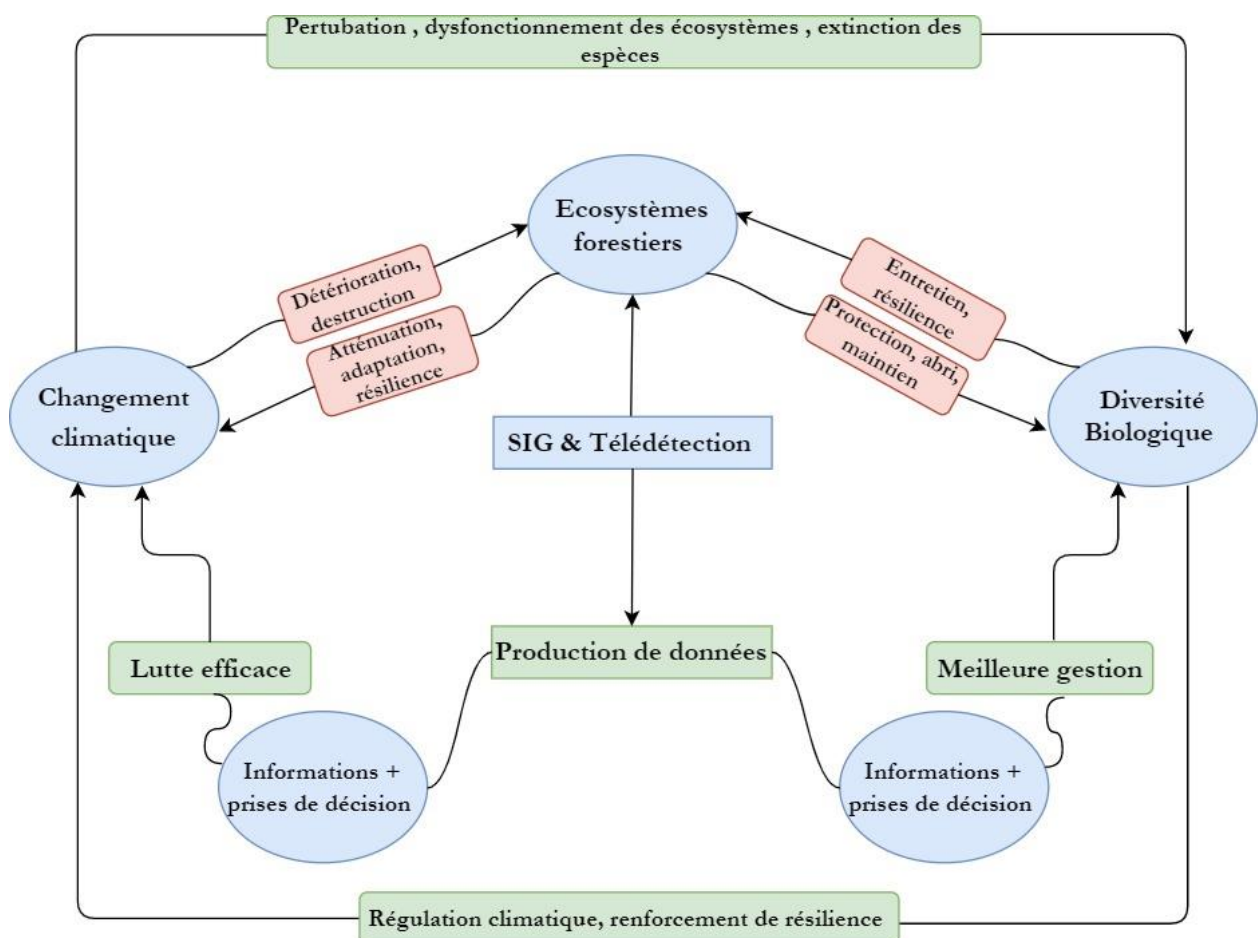 Pertubation , dysfonctionnement des écosystèmes , extinction des
espèces
Ecosystèmes
forestiers
Détérioration,
destruction
Atténuation,
adaptation,
résilience
Entretien,
résilience
Protection, abri,
maintien
Changement
climatique
SIG & Télédétection
Diversité
Biologique
Lutte efficace
Production de données
Meilleure gestion
Informations +
prises de décision
Informations +
prises de décision
Régulation climatique, renforcement de résilience